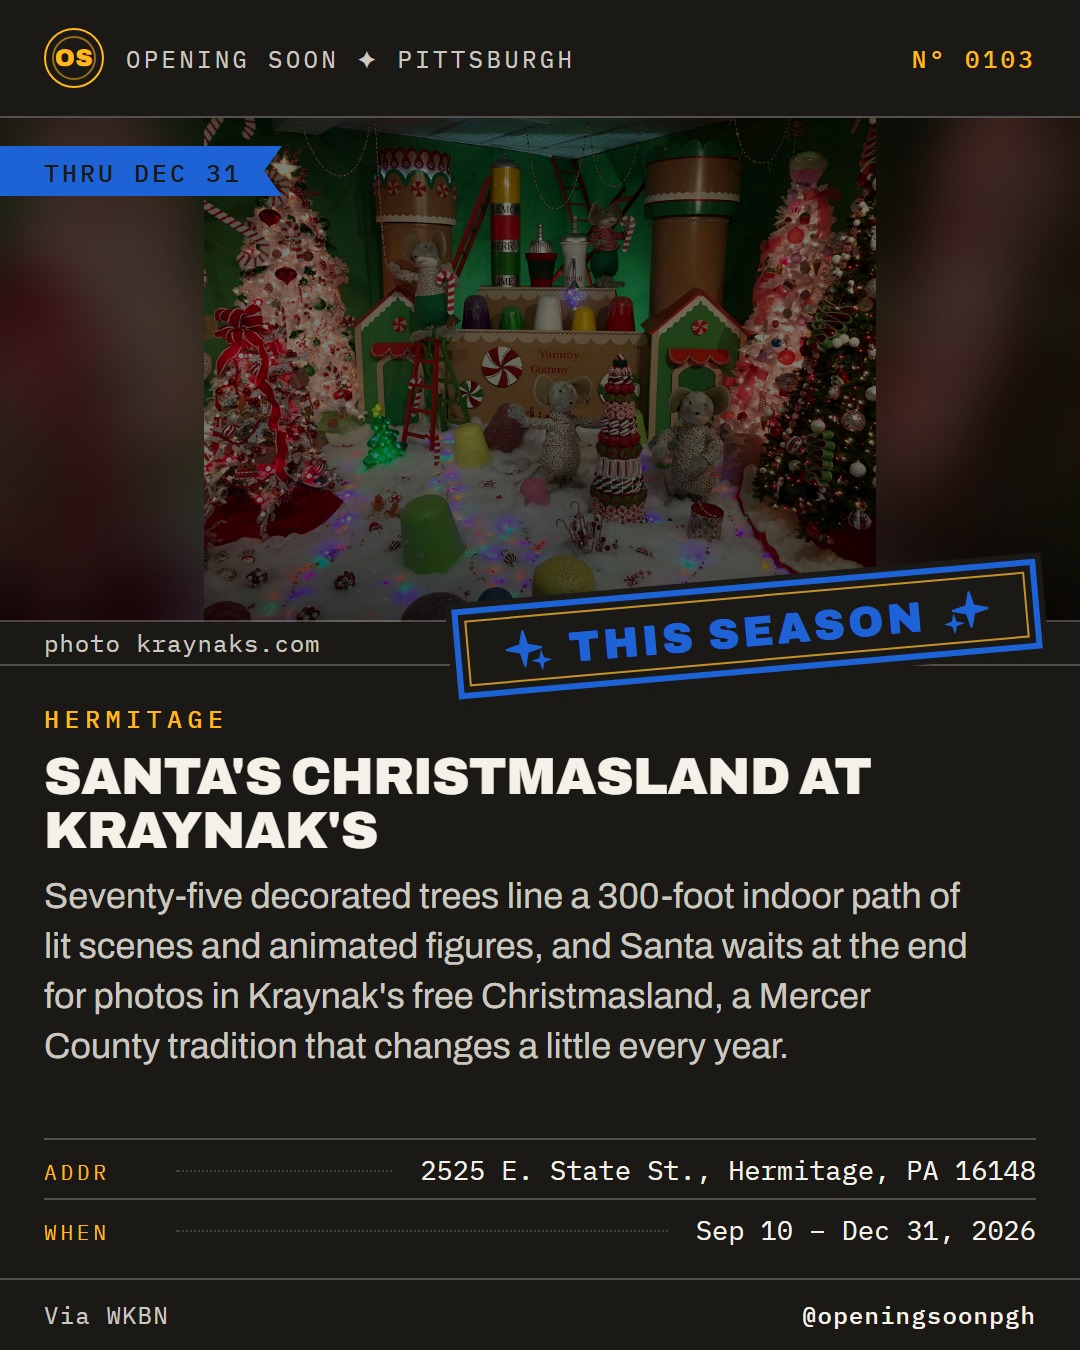 OS OPENING SOON ✦ PITTSBURGH
N° 0103
THRU DEC 31
LEMON
BERRY
LIME
Yummy
Gummy
photo kraynaks.com
THIS SEASON
HERMITAGE
SANTA'S CHRISTMASLAND AT
KRAYNAK'S
Seventy-five decorated trees line a 300-foot indoor path of
lit scenes and animated figures, and Santa waits at the end
for photos in Kraynak's free Christmasland, a Mercer
County tradition that changes a little every year.
ADDR 2525 E. State St., Hermitage, PA 16148
WHEN Sep 10 – Dec 31, 2026
Via WKBN
@openingsoonpgh